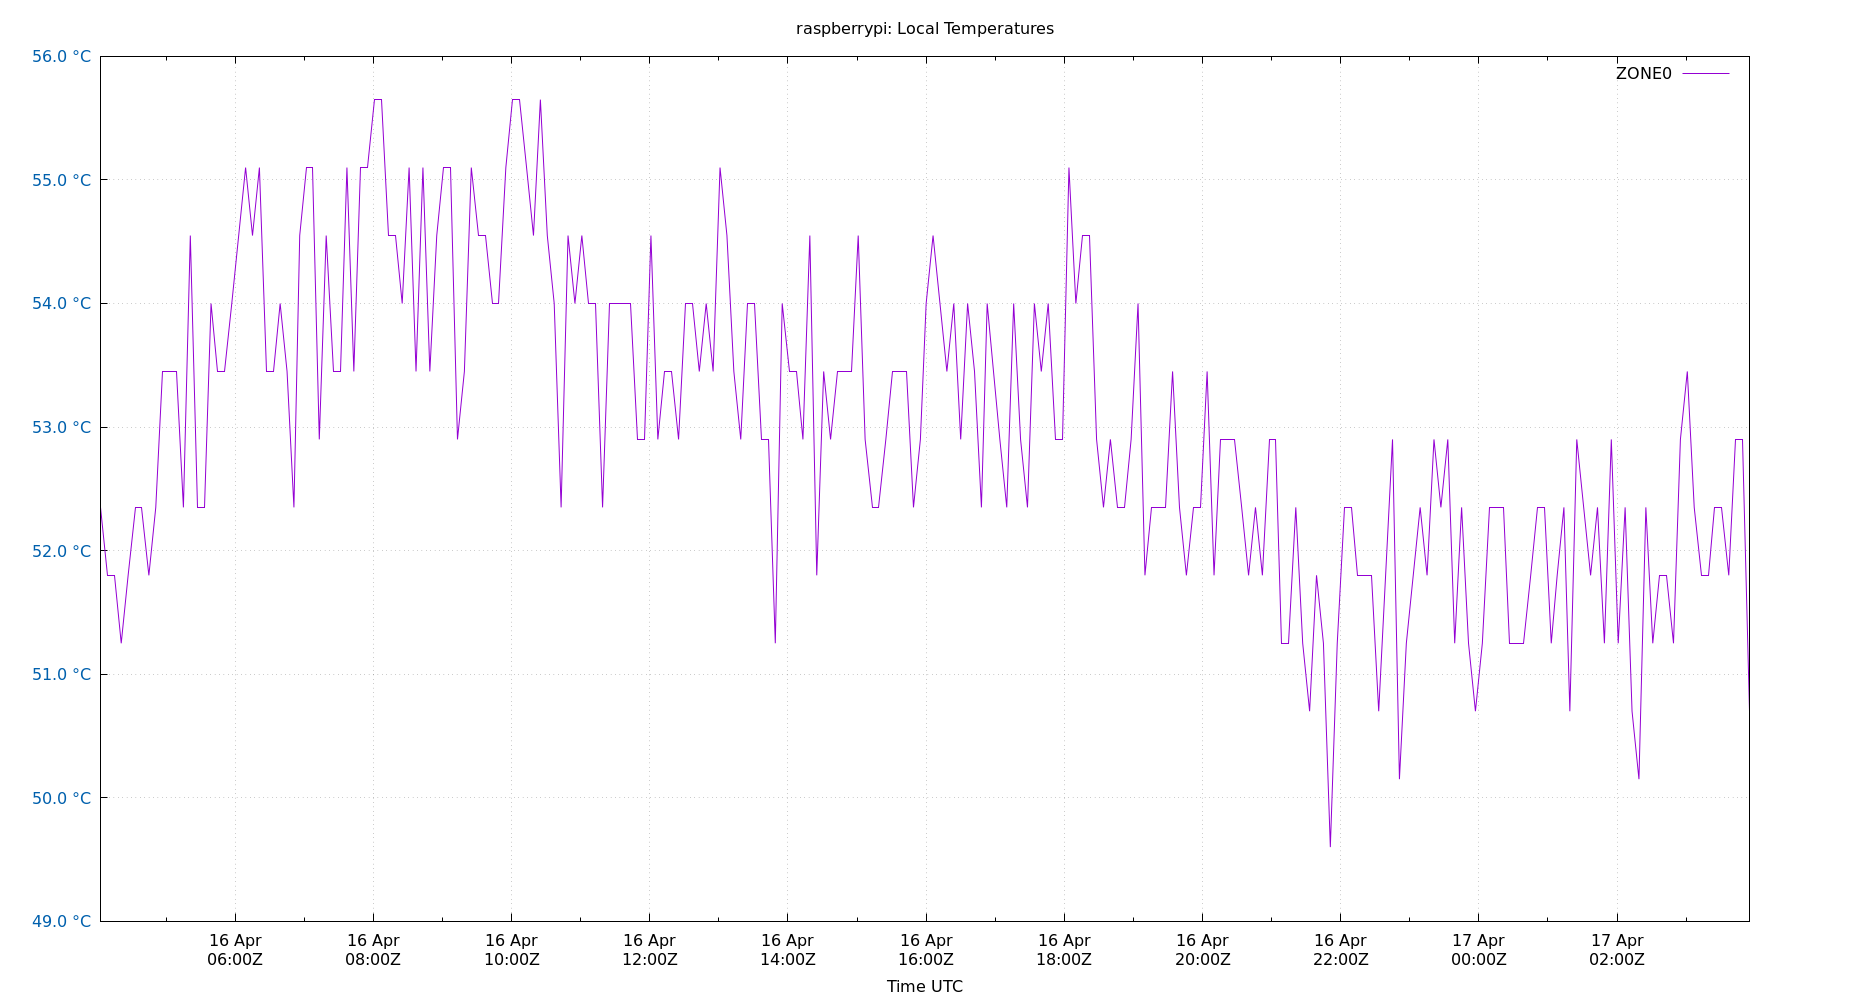 raspberrypi: Local Temperatures
56.0 °C
ZONE0
55.0 °C
54.0 °C
53.0 °C
52.0 °C
51.0 °C
50.0 °C
49.0 °C
16 Apr 16 Apr 16 Apr 16 Apr 16 Apr 16 Apr 16 Apr 16 Apr 16 Apr 17 Apr 17 Apr
06:00Z 08:00Z 10:00Z 12:00Z 14:00Z 16:00Z 18:00Z 20:00Z 22:00Z 00:00Z 02:00Z
Time UTC